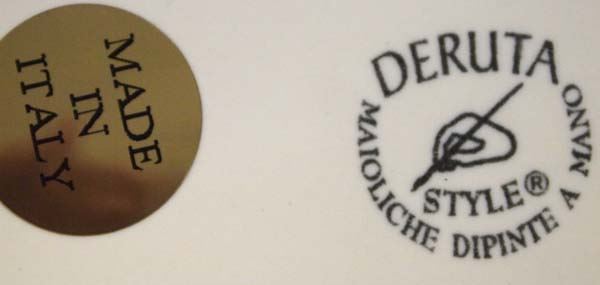 MADE
IN
ITALY
DERUTA
STYLE®
MAIOLICHE DIPINTE A MANO